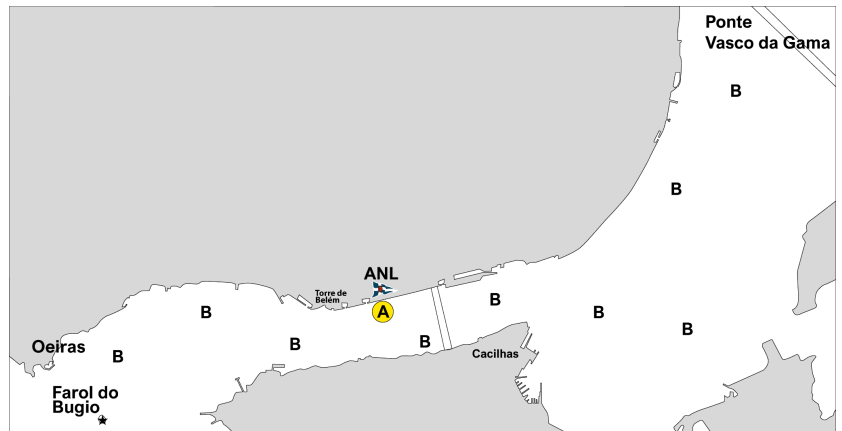 Ponte
Vasco da Gama
B
B
ANL
Torre de
Belém
A
B
B
B
B
B
B
B
Cacilhas
Oeiras
B
Farol do
Bugio